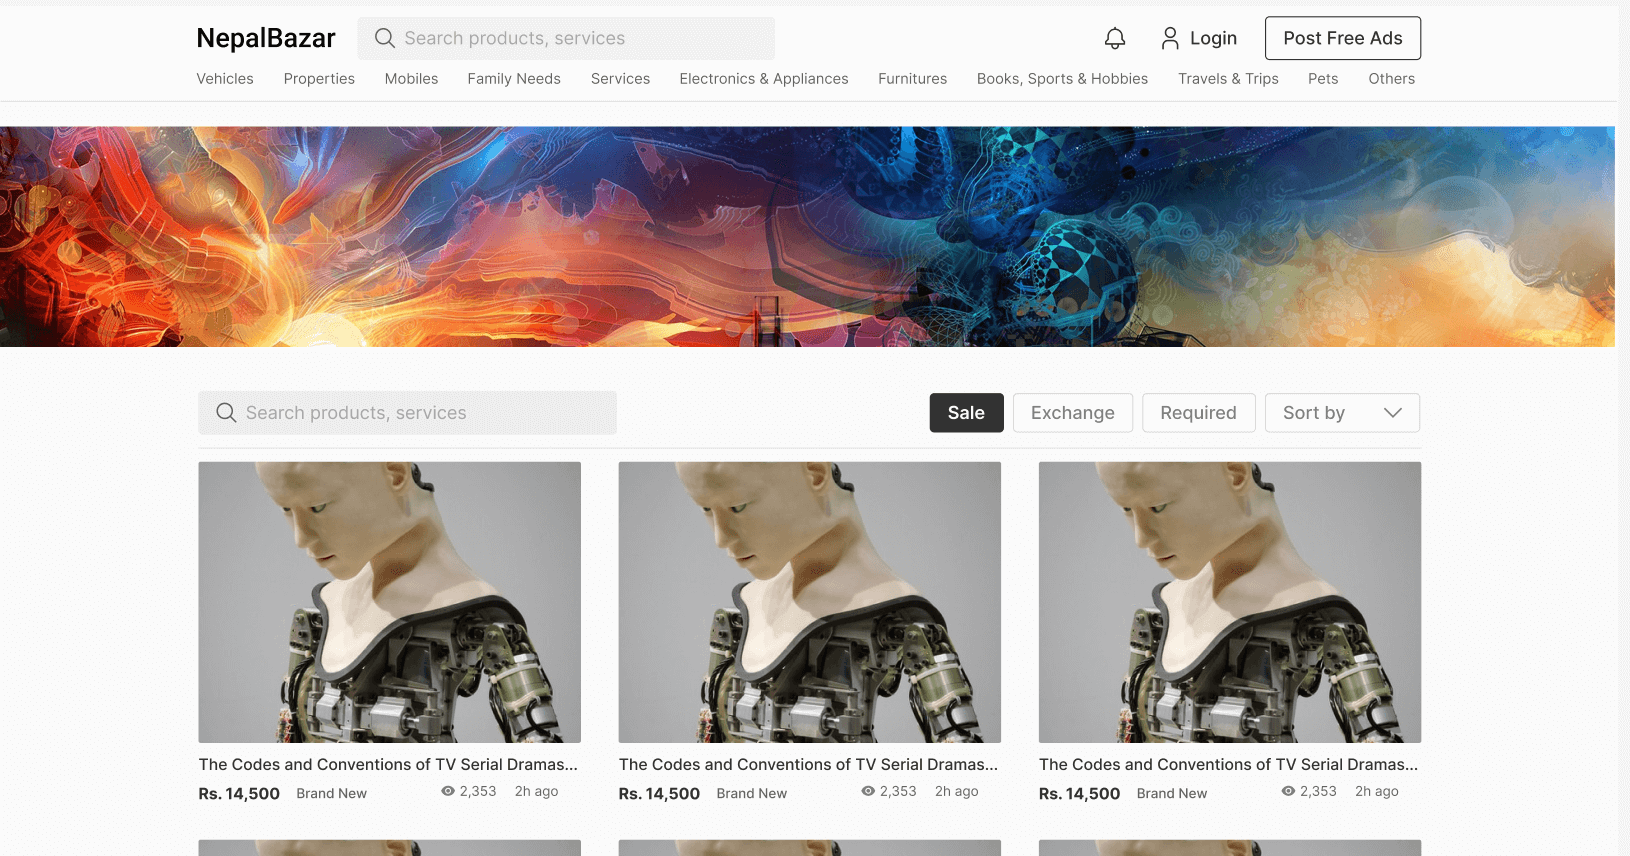 NepalBazar Search products, services Login Post Free Ads
Vehicles Properties Mobiles Family Needs Services Electronics & Appliances Furnitures Books, Sports & Hobbies Travels & Trips Pets Others
Search products, services Sale Exchange Required Sort by
The Codes and Conventions of TV Serial Dramas...
Rs. 14,500 Brand New 2,353 2h ago
The Codes and Conventions of TV Serial Dramas...
Rs. 14,500 Brand New 2,353 2h ago
The Codes and Conventions of TV Serial Dramas...
Rs. 14,500 Brand New 2,353 2h ago